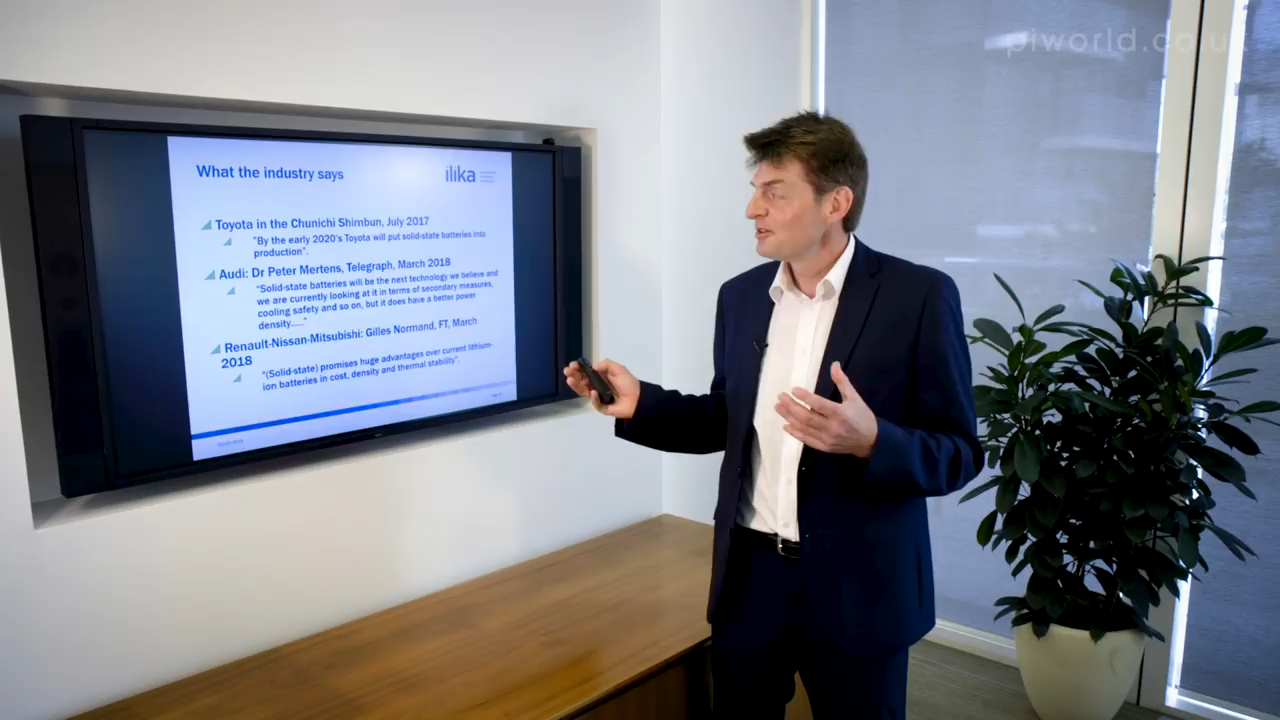 piworld.co.uk
What the industry says
ilika
Toyota in the Chunichi Shimbun, July 2017
"By the early 2020's Toyota will put solid-state batteries into
production".
Audi: Dr Peter Mertens, Telegraph, March 2018
"Solid-state batteries will be the next technology we believe and
we are currently looking at it in terms of secondary measures,
cooling safety and so on, but it does have a better power
density....."
Renault-Nissan-Mitsubishi: Gilles Normand, FT, March
2018
"(Solid-state) promises huge advantages over current lithium-
ion batteries in cost, density and thermal stability".